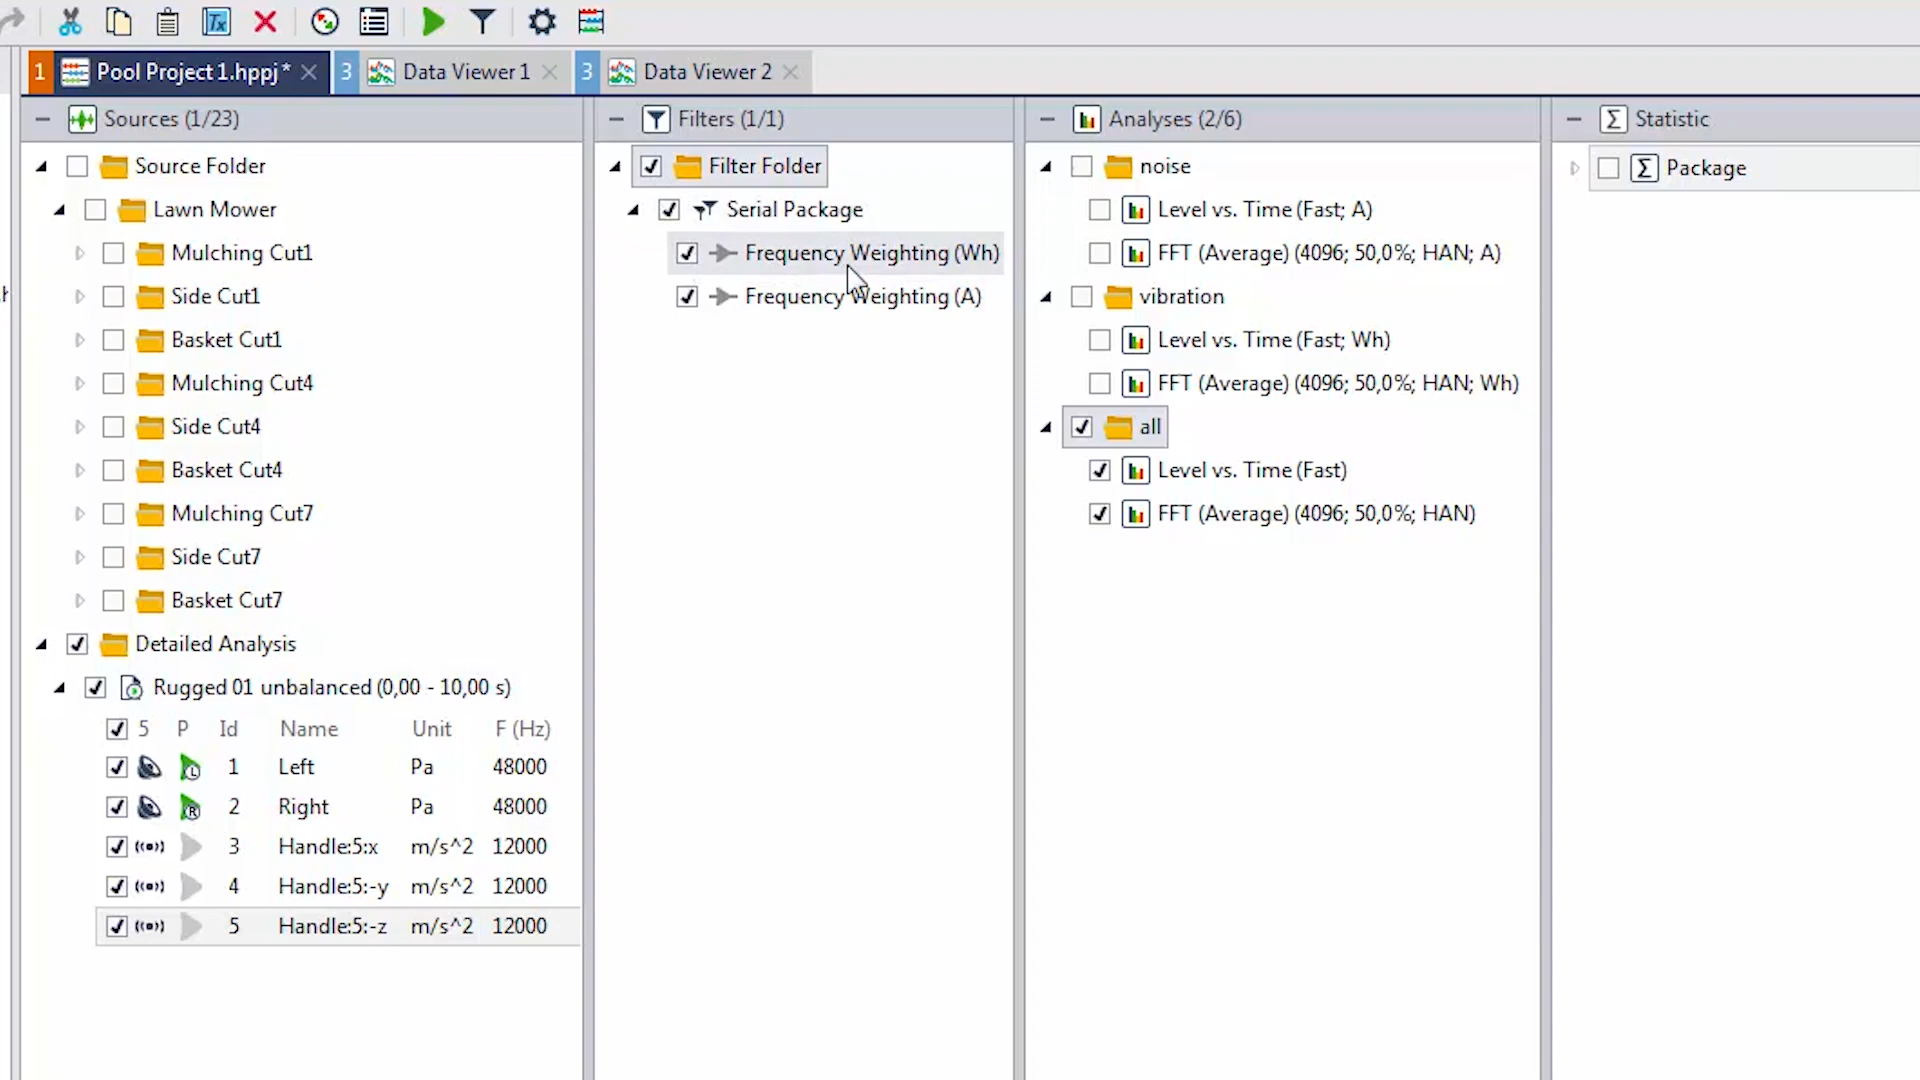 1 Pool Project 1.hppj* 3 Data Viewer 1 3 Data Viewer 2
Sources (1/23)
Source Folder
Lawn Mower
Mulching Cut1
Side Cut1
Basket Cut1
Mulching Cut4
Side Cut4
Basket Cut4
Mulching Cut7
Side Cut7
Basket Cut7
Detailed Analysis
Rugged 01 unbalanced (0,00 - 10,00 s)
5 P Id Name Unit F (Hz)
1 Left Pa 48000
2 Right Pa 48000
3 Handle:5:x m/s^2 12000
4 Handle:5:-y m/s^2 12000
5 Handle:5:-z m/s^2 12000
Filters (1/1)
Filter Folder
Serial Package
Frequency Weighting (Wh)
Frequency Weighting (A)
Analyses (2/6)
noise
Level vs. Time (Fast; A)
FFT (Average) (4096; 50,0%; HAN; A)
vibration
Level vs. Time (Fast; Wh)
FFT (Average) (4096; 50,0%; HAN; Wh)
all
Level vs. Time (Fast)
FFT (Average) (4096; 50,0%; HAN)
Statistic
Σ Package